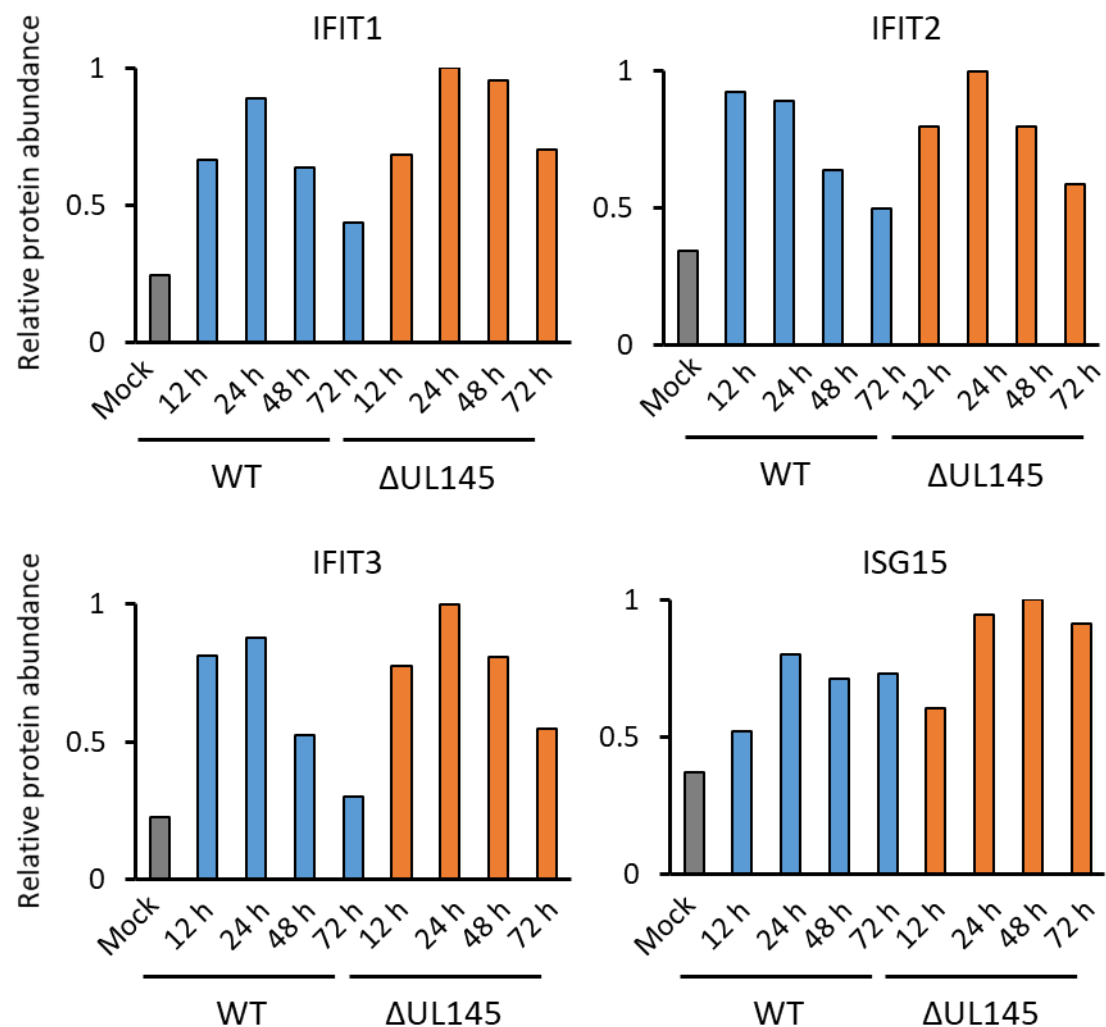 IFIT1
Relative protein abundance
1
0.5
0
Mock 12 h 24 h 48 h 72 h 12 h 24 h 48 h 72 h
WT ΔUL145
IFIT2
1
0.5
0
Mock 12 h 24 h 48 h 72 h 12 h 24 h 48 h 72 h
WT ΔUL145
IFIT3
Relative protein abundance
1
0.5
0
Mock 12 h 24 h 48 h 72 h 12 h 24 h 48 h 72 h
WT ΔUL145
ISG15
1
0.5
0
Mock 12 h 24 h 48 h 72 h 12 h 24 h 48 h 72 h
WT ΔUL145